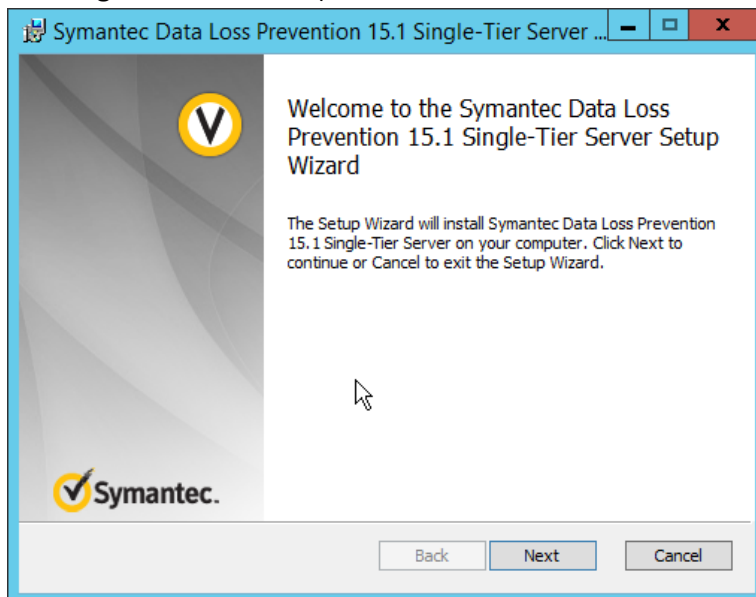 Symantec Data Loss Prevention 15.1 Single-Tier Server ...
Welcome to the Symantec Data Loss
Prevention 15.1 Single-Tier Server Setup
Wizard
The Setup Wizard will install Symantec Data Loss Prevention
15.1 Single-Tier Server on your computer. Click Next to
continue or Cancel to exit the Setup Wizard.
Symantec.
Back Next Cancel